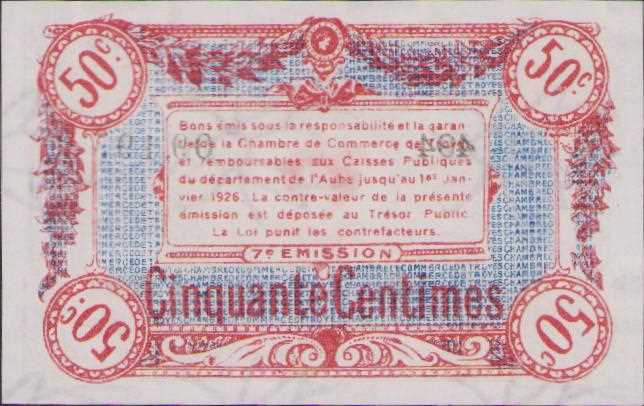 50c. 50c
Bons émis sous la responsabilité et la garan
tie de la Chambre de Commerce de Troyes
et remboursables aux Caisses Publiques
du département de l'Aube jusqu'au 1er Jan-
vier 1926. La contre-valeur de la présente
émission est déposée au Trésor Public.
La Loi punit les contrefacteurs.
7e EMISSION
Cinquante Centimes
50c 50c